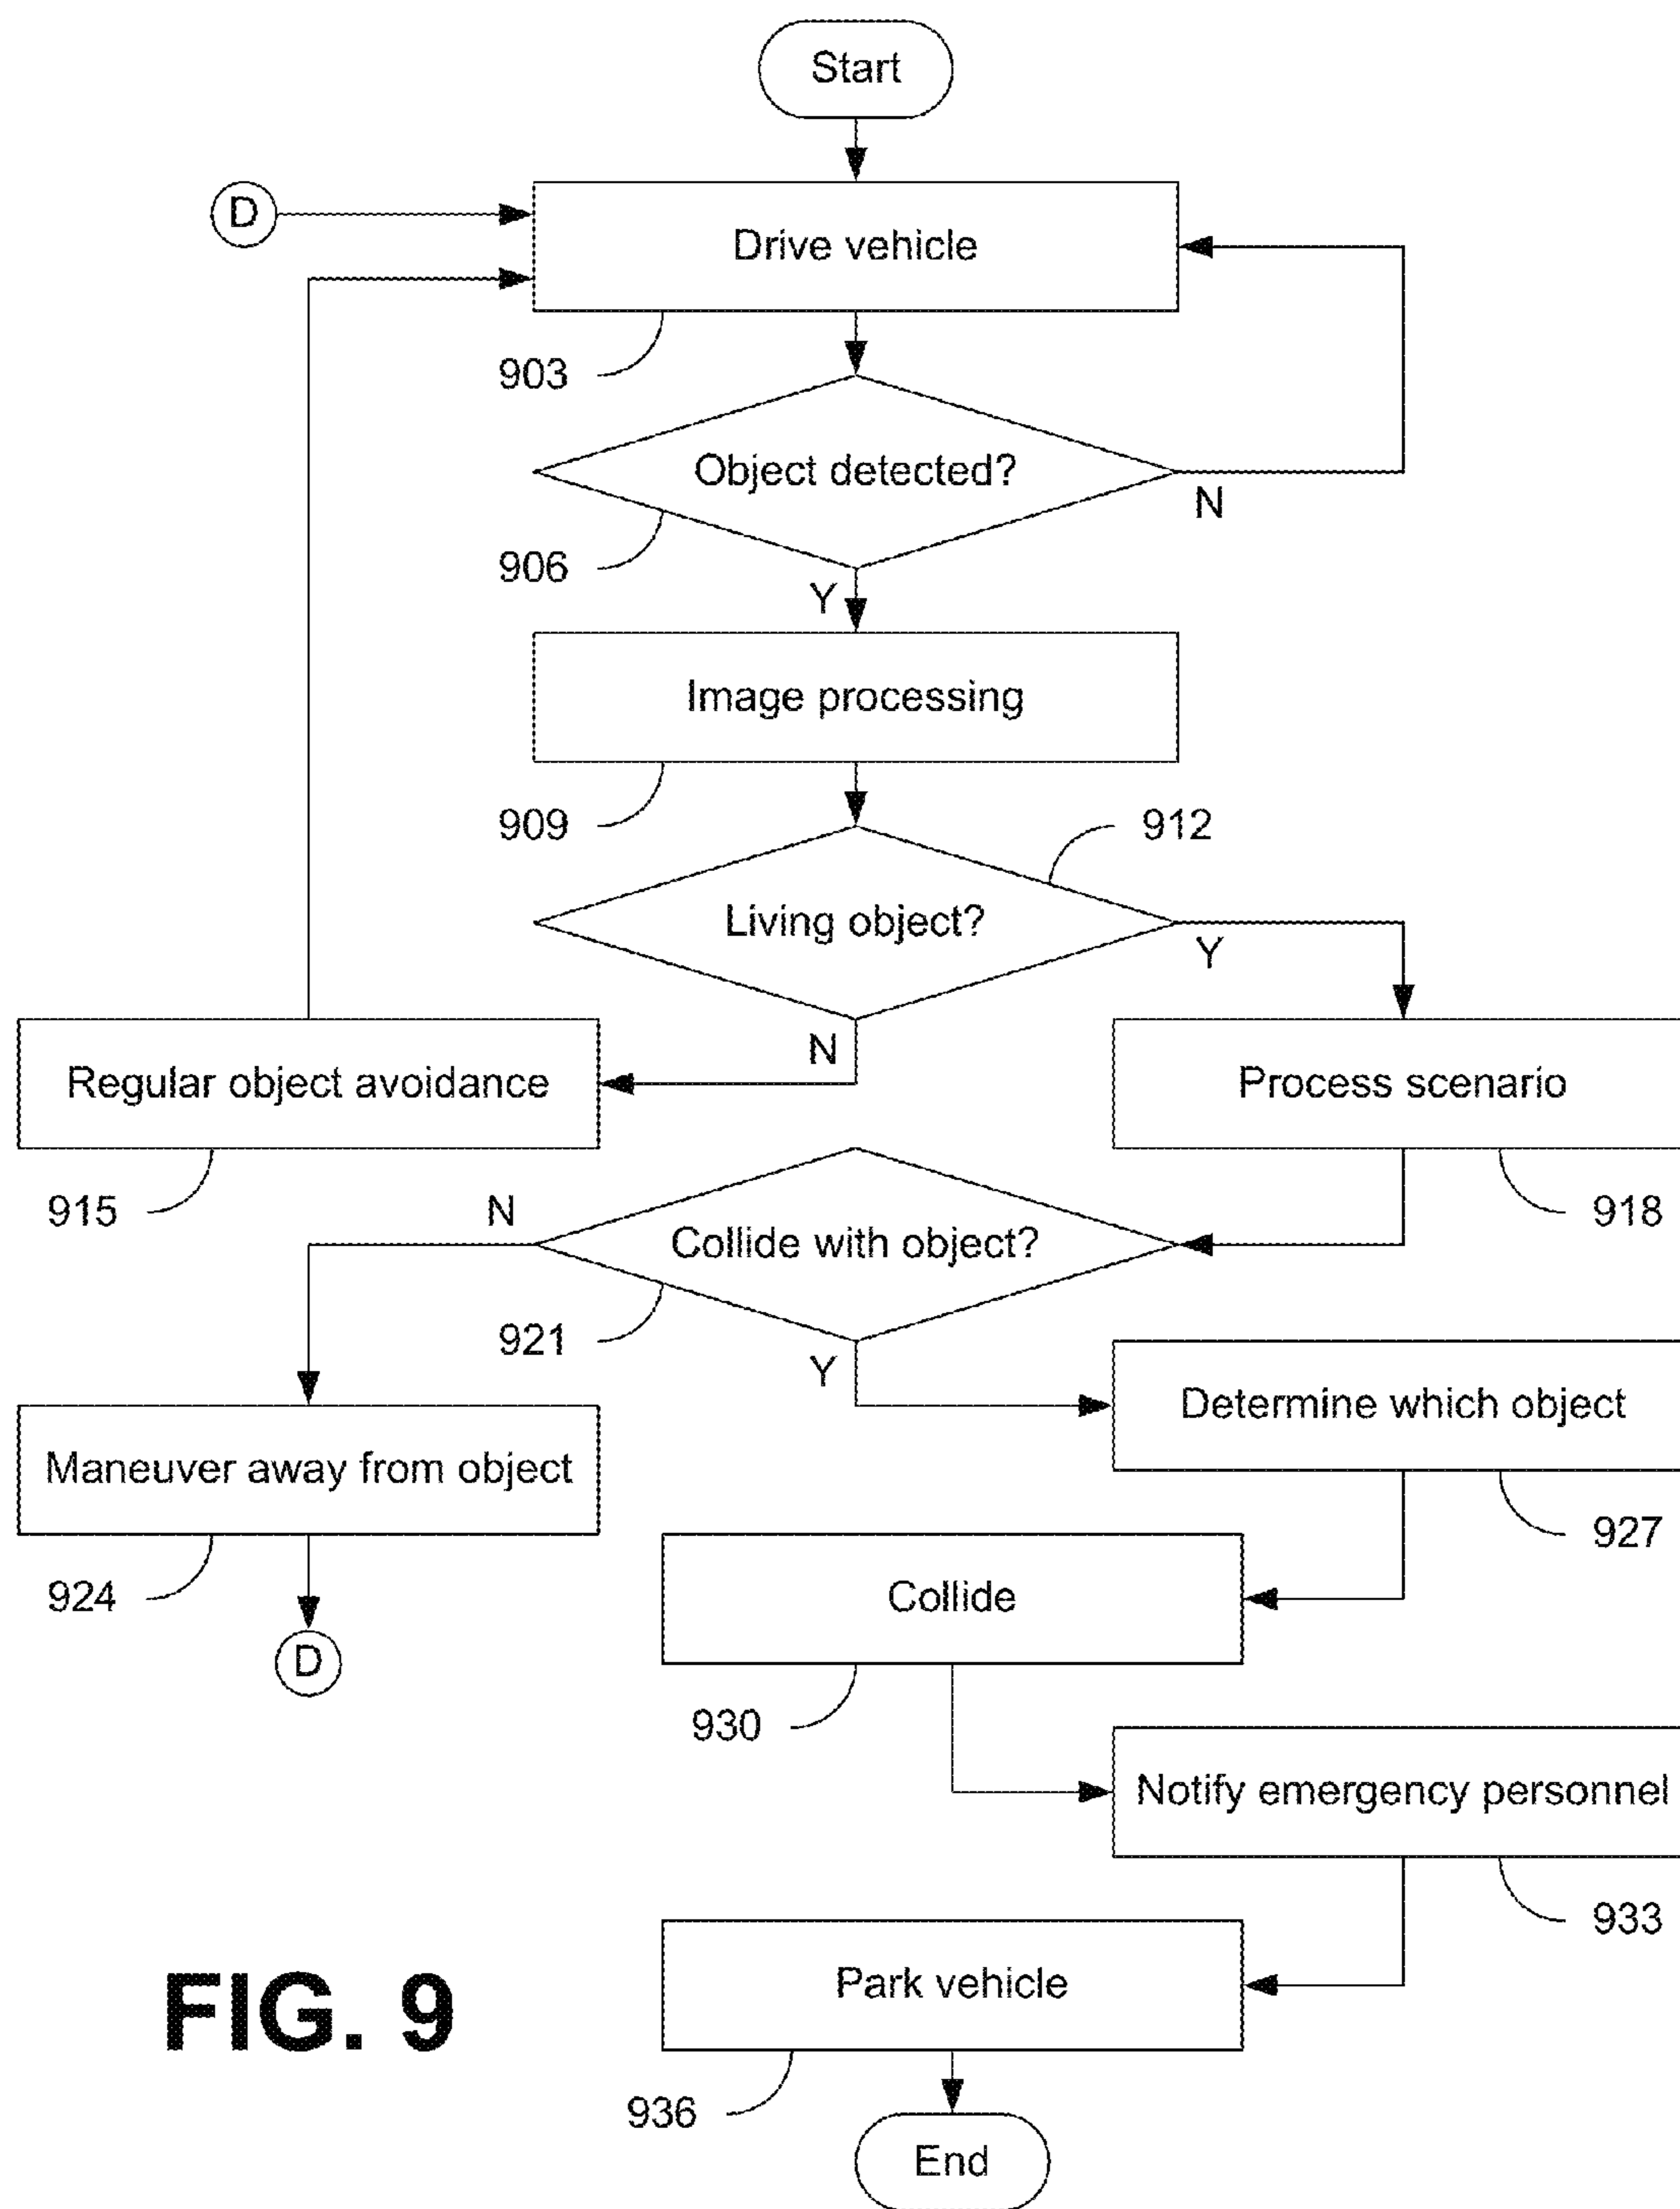 Start
D
Drive vehicle
903
Object detected?
N
906
Y
Image processing
909
912
Living object?
Y
N
Regular object avoidance
Process scenario
915
918
N
Collide with object?
921
Y
Determine which object
Maneuver away from object
927
924
Collide
D
930
Notify emergency personnel
933
Park vehicle
FIG. 9
936
End